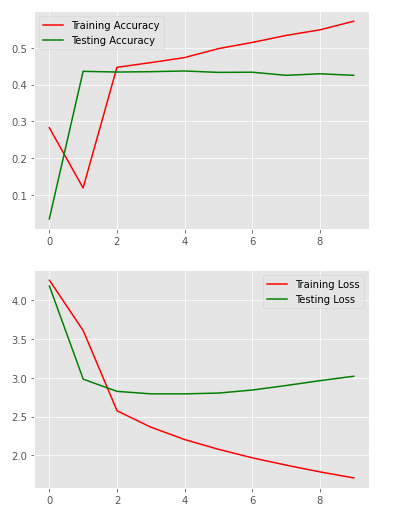 Training Accuracy
Testing Accuracy
0.5
0.4
0.3
0.2
0.1
0 2 4 6 8
Training Loss
Testing Loss
4.0
3.5
3.0
2.5
2.0
0 2 4 6 8